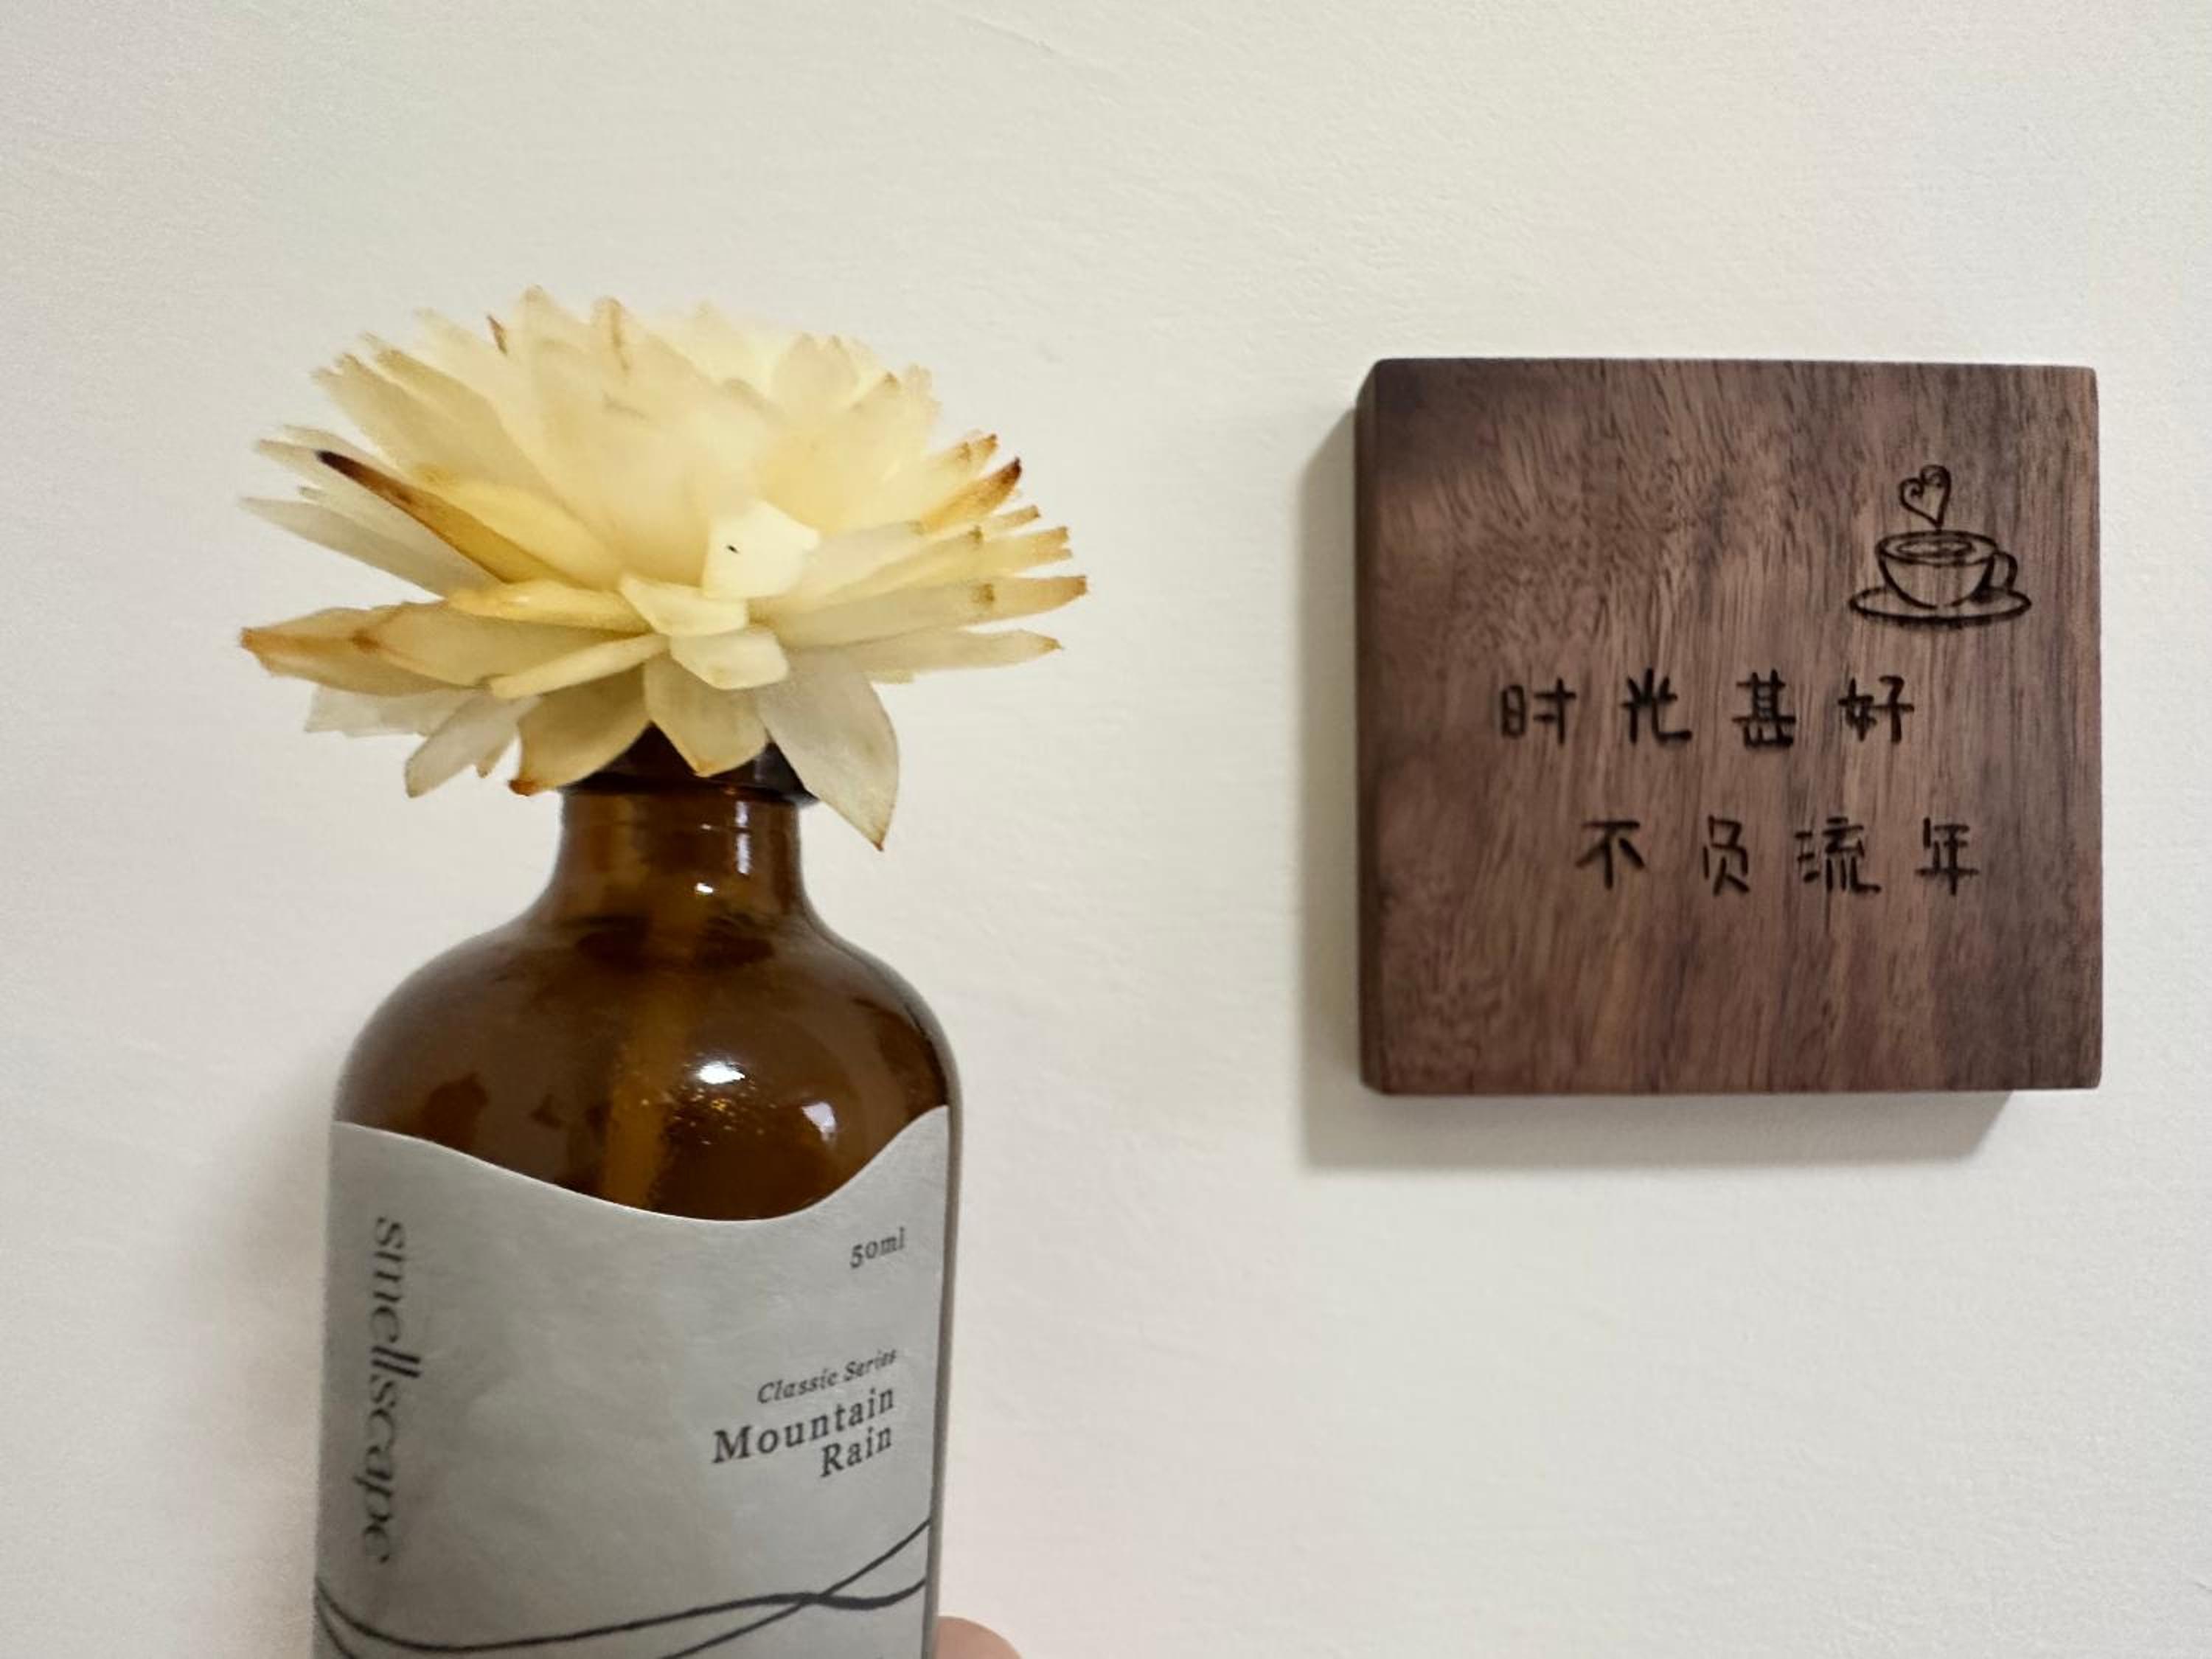 smellscape
50ml
Classic Series
Mountain
Rain
时光甚好
不负流年